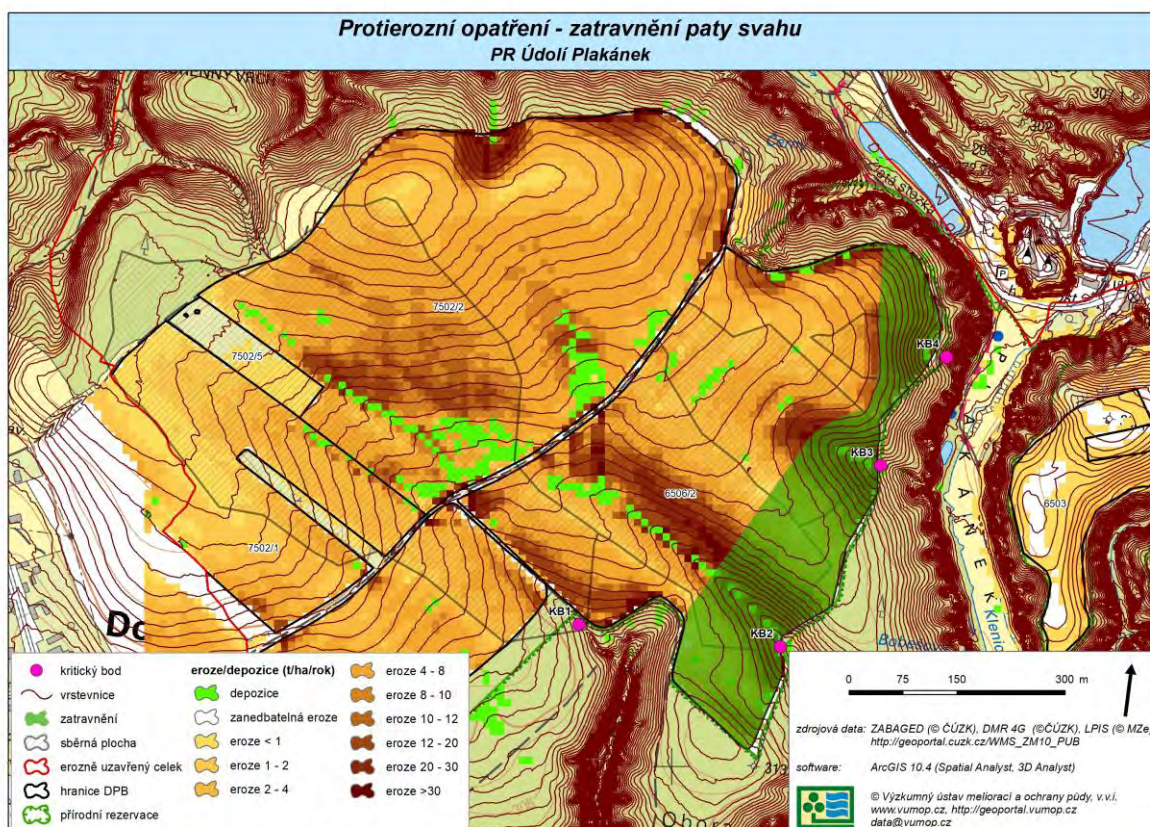 Protierozní opatření - zatravnění paty svahu
PR Údolí Plakánek
307,1
7502/2
7502/5
KB4
KB3
6506/2
6503
7502/1
KB1
KB2
P
Á
J
Í
N
Ě
K
Klenic
Obora
kritický bod
vrstevnice
zatravnění
sběrná plocha
erozně uzavřený celek
hranice DPB
přírodní rezervace
eroze/depozice (t/ha/rok)
depozice
zanedbatelná eroze
eroze < 1
eroze 1 - 2
eroze 2 - 4
eroze 4 - 8
eroze 8 - 10
eroze 10 - 12
eroze 12 - 20
eroze 20 - 30
eroze >30
0 75 150 300 m
zdrojová data: ZABAGED (© ČÚZK), DMR 4G (©ČÚZK), LPIS (© MZe)
http://geoportal.cuzk.cz/WMS_ZM10_PUB
software: ArcGIS 10.4 (Spatial Analyst, 3D Analyst)
© Výzkumný ústav meliorací a ochrany půdy, v.v.i.
www.vumop.cz, http://geoportal.vumop.cz
data@vumop.cz